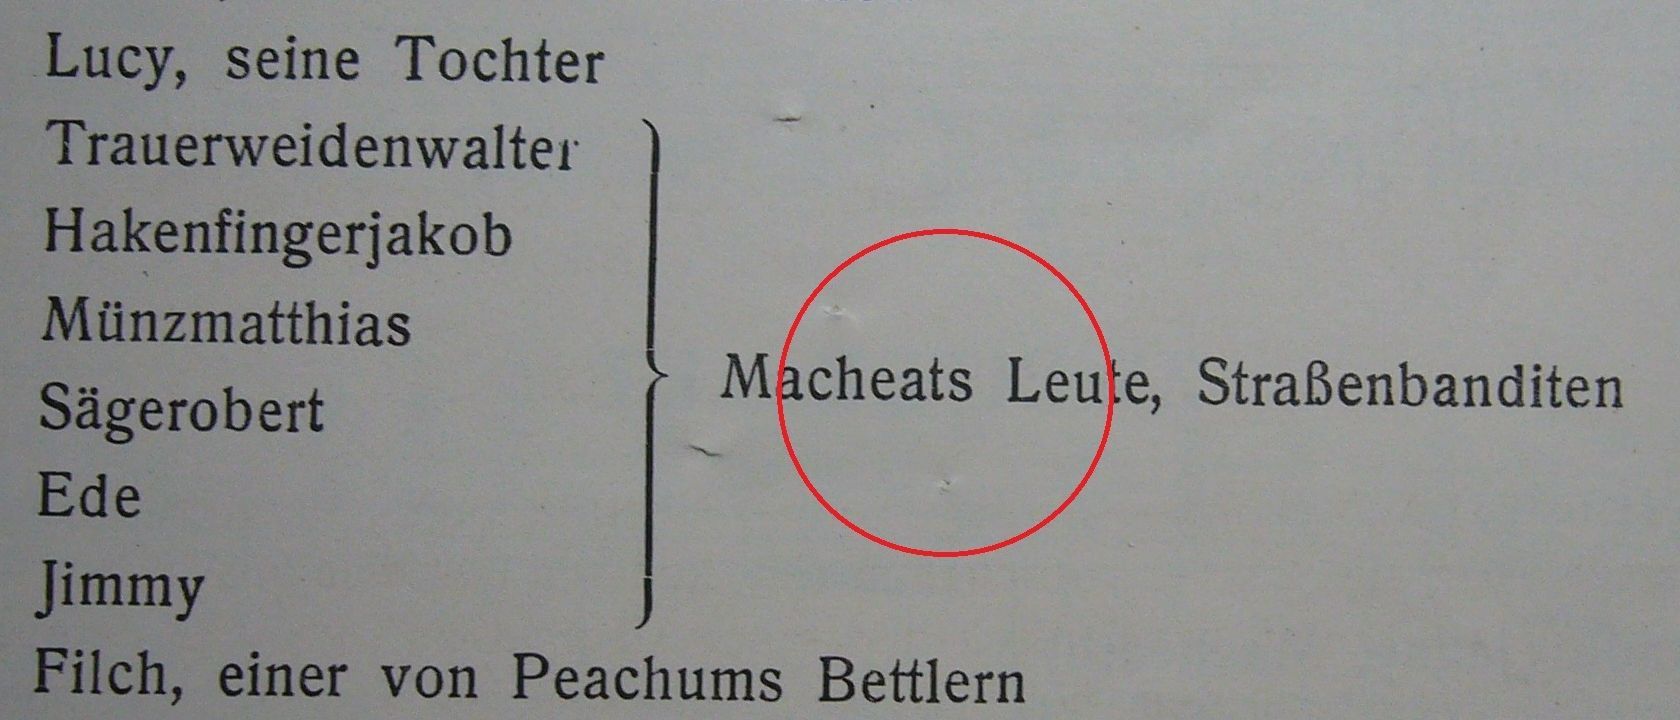 Lucy, seine Tochter
Trauerweidenwalter
Hakenfingerjakob
Münzmatthias
Sägerobert
Ede
Jimmy
Macheats Leute, Straßenbanditen
Filch, einer von Peachums Bettlern